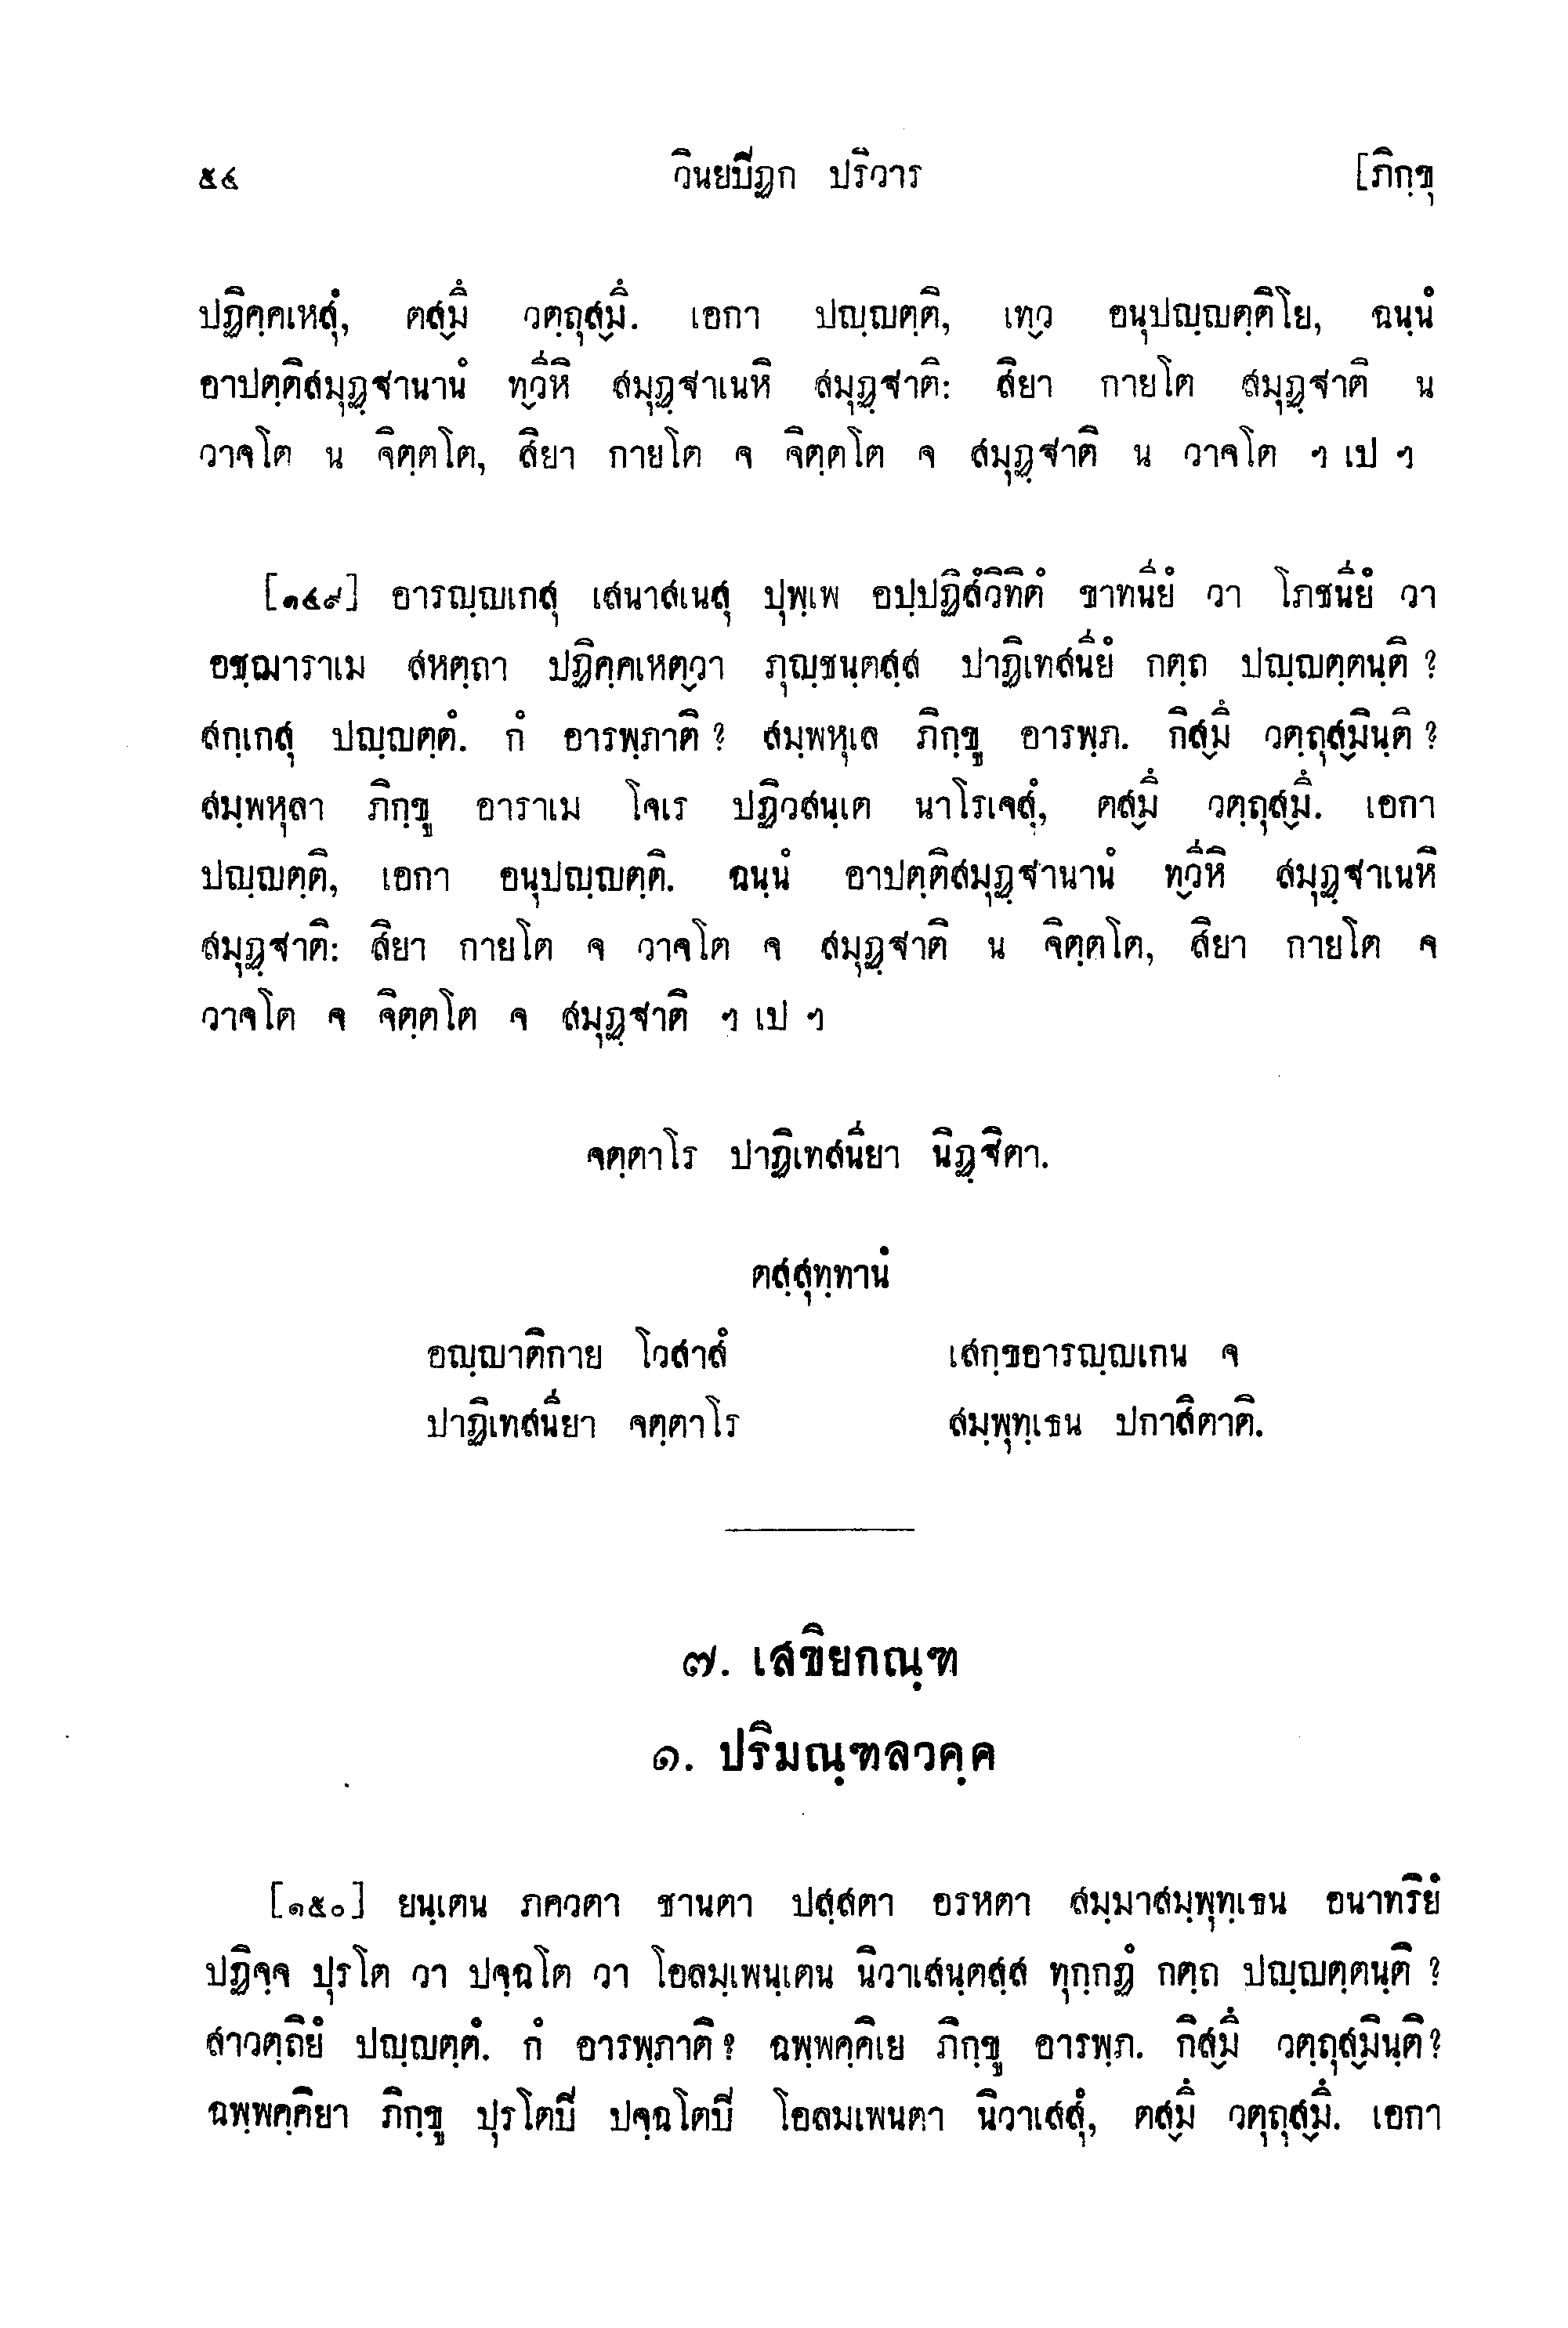 ๕๔ วินยปิฏก ปริวาร [ภิกฺขุ
ปฏิคฺคเหสุํ, ตสฺมึ วตฺถุสฺมึ. เอกา ปญฺญตฺติ, เทฺว อนุปญฺญตฺติโย, ฉนฺนํ
อาปตฺติสมุฏฺฐานานํ ทฺวีหิ สมุฏฺฐาเนหิ สมุฏฺฐาติ: สิยา กายโต สมุฏฺฐาติ น
วาจโต น จิตฺตโต, สิยา กายโต จ จิตฺตโต จ สมุฏฺฐาติ น วาจโต ฯ เป ฯ
[๑๔๙] อารญฺญเกสุ เสนาสเนสุ ปุพฺเพ อปฺปฏิสํวิทิตํ ขาทนียํ วา โภชนียํ วา
อชฺฌาราเม สหตฺถา ปฏิคฺคเหตฺวา ภุญฺชนฺตสฺส ปาฏิเทสนียํ กตฺถ ปญฺญตฺตนฺติ ?
สกฺเกสุ ปญฺญตฺตํ. กํ อารพฺภาติ ? สมฺพหุเล ภิกฺขู อารพฺภ. กิสฺมึ วตฺถุสฺมินฺติ ?
สมฺพหุลา ภิกฺขู อาราเม โจเร ปฏิวสนฺเต นาโรเจสุํ, ตสฺมึ วตฺถุสฺมึ. เอกา
ปญฺญตฺติ, เอกา อนุปญฺญตฺติ. ฉนฺนํ อาปตฺติสมุฏฺฐานานํ ทฺวีหิ สมุฏฺฐาเนหิ
สมุฏฺฐาติ: สิยา กายโต จ วาจโต จ สมุฏฺฐาติ น จิตฺตโต, สิยา กายโต จ
วาจโต จ จิตฺตโต จ สมุฏฺฐาติ ฯ เป ฯ
จตฺตาโร ปาฏิเทสนียา นิฏฺฐิตา.
ตสฺสุทฺทานํ
อญฺญาติกาย โวสาสํ เสกฺขอารญฺญเกน จ
ปาฏิเทสนียา จตฺตาโร สมฺพุทฺเธน ปกาสิตาติ.
๗. เสขิยกณฺฑ
๑. ปริมณฺฑลวคฺค
[๑๕๐] ยนฺเตน ภควตา ชานตา ปสฺสตา อรหตา สมฺมาสมฺพุทฺเธน อนาทริยํ
ปฏิจฺจ ปุรโต วา ปจฺฉโต วา โอลมฺเพนฺเตน นิวาเสนฺตสฺส ทุกฺกฏํ กตฺถ ปญฺญตฺตนฺติ ?
สาวตฺถิยํ ปญฺญตฺตํ. กํ อารพฺภาติ ? ฉพฺพคฺคิเย ภิกฺขู อารพฺภ. กิสฺมึ วตฺถุสฺมินฺติ ?
ฉพฺพคฺคิยา ภิกฺขู ปุรโตปิ ปจฺฉโตปิ โอลมเพนตา นิวาเสสุํ, ตสฺมึ วตฺถุสฺมึ. เอกา